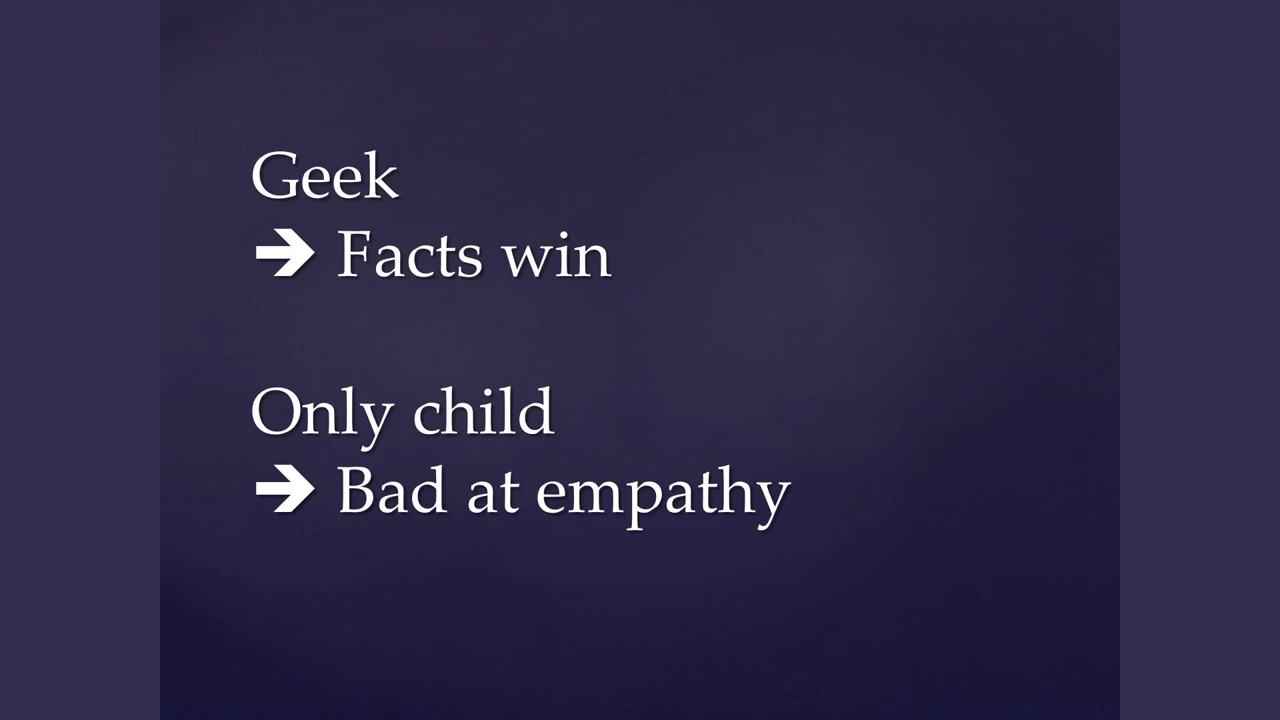 Geek
➔ Facts win
Only child
➔ Bad at empathy